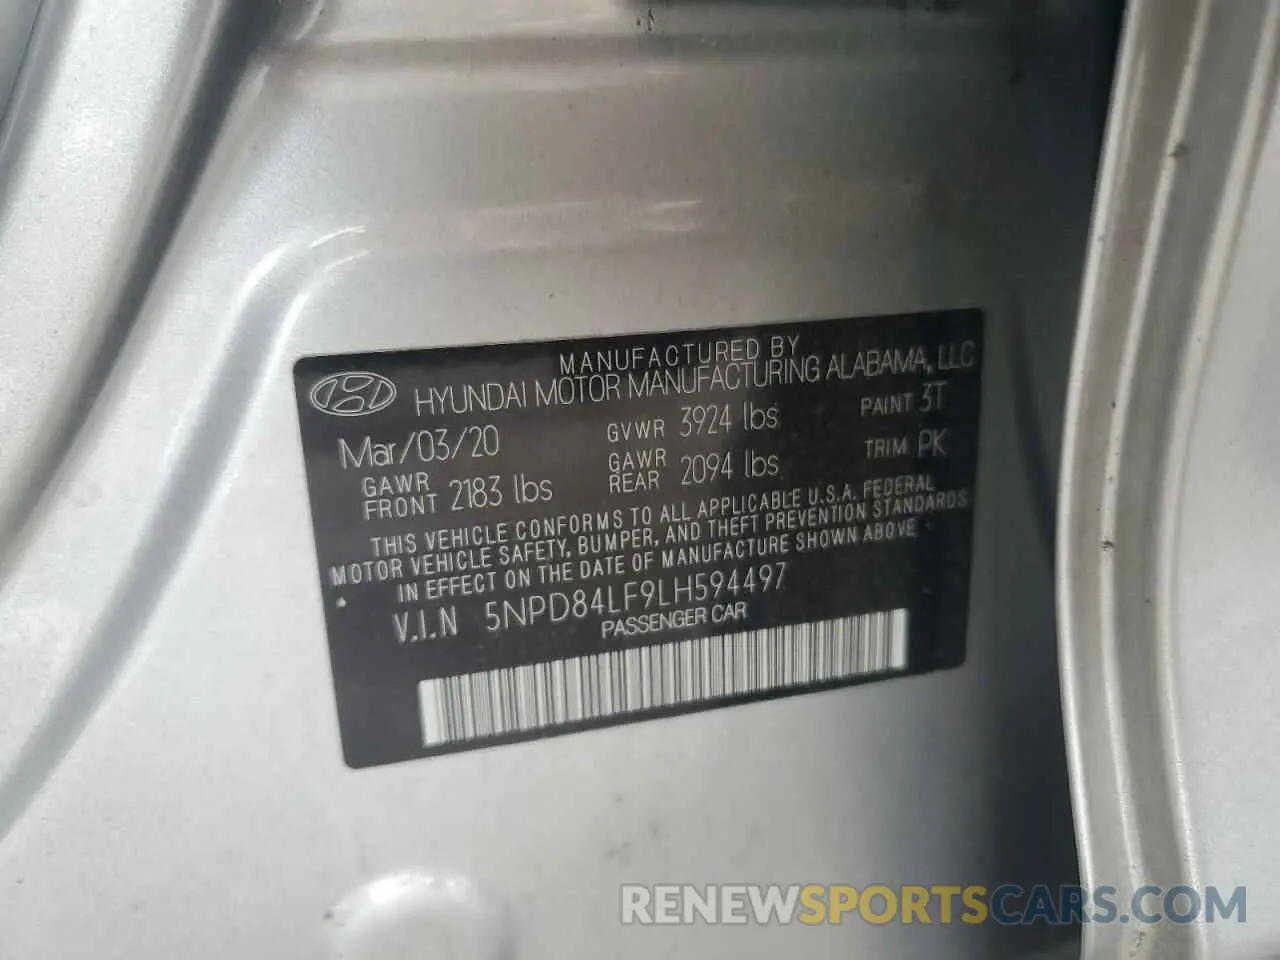 MANUFACTURED BY
HYUNDAI MOTOR MANUFACTURING ALABAMA, LLC
Mar/03/20 GVWR 3924 lbs PAINT 3T
GAWR FRONT 2183 lbs GAWR REAR 2094 lbs TRIM PK
THIS VEHICLE CONFORMS TO ALL APPLICABLE U.S.A. FEDERAL
MOTOR VEHICLE SAFETY, BUMPER, AND THEFT PREVENTION STANDARDS
IN EFFECT ON THE DATE OF MANUFACTURE SHOWN ABOVE
V.I.N 5NPD84LF9LH594497
PASSENGER CAR
RENEWSPORTSCARS.COM